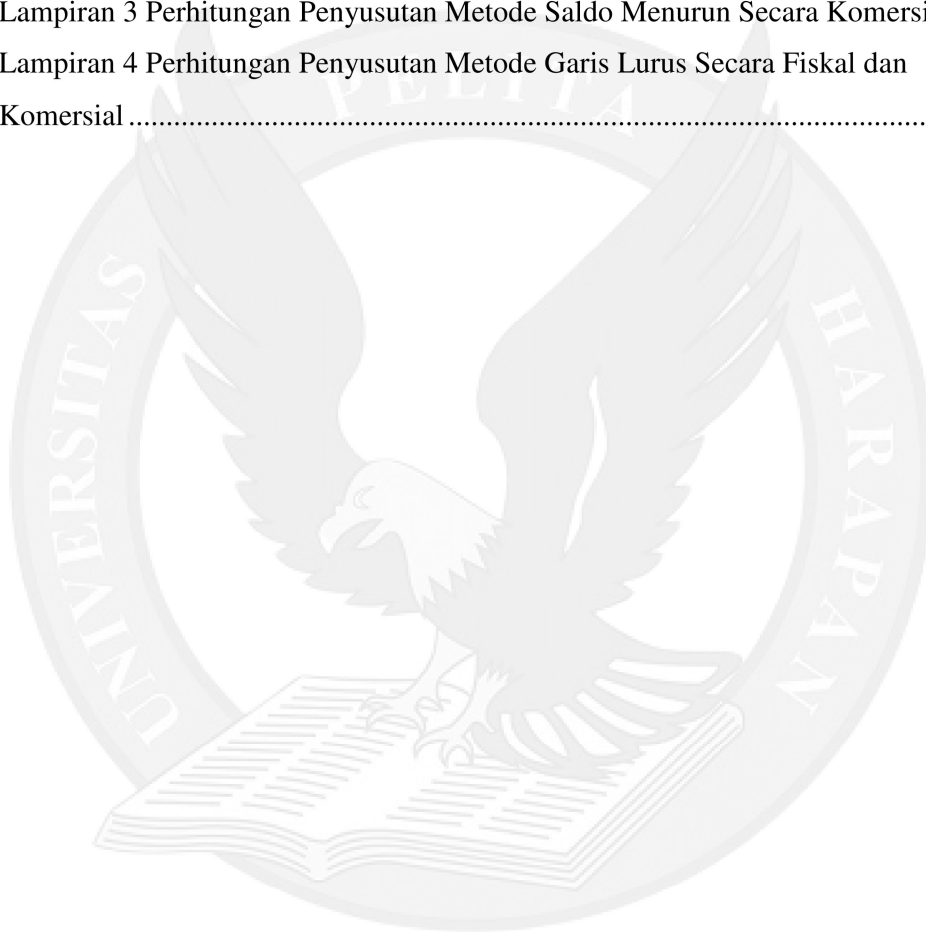 Lampiran 3 Perhitungan Penyusutan Metode Saldo Menurun Secara
Lampiran 4 Perhitungan Penyusutan Metode Garis Lurus Secara Fiskal dan
Komersial ..........................................................................................................
UNIVERSITAS PELITA HARAPAN